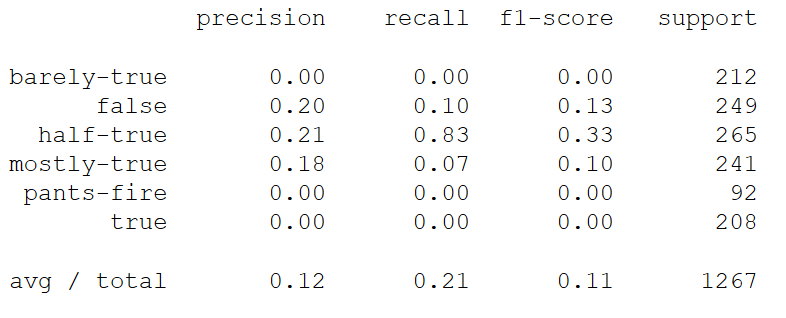 precision recall f1-score support
barely-true 0.00 0.00 0.00 212
false 0.20 0.10 0.13 249
half-true 0.21 0.83 0.33 265
mostly-true 0.18 0.07 0.10 241
pants-fire 0.00 0.00 0.00 92
true 0.00 0.00 0.00 208
avg / total 0.12 0.21 0.11 1267